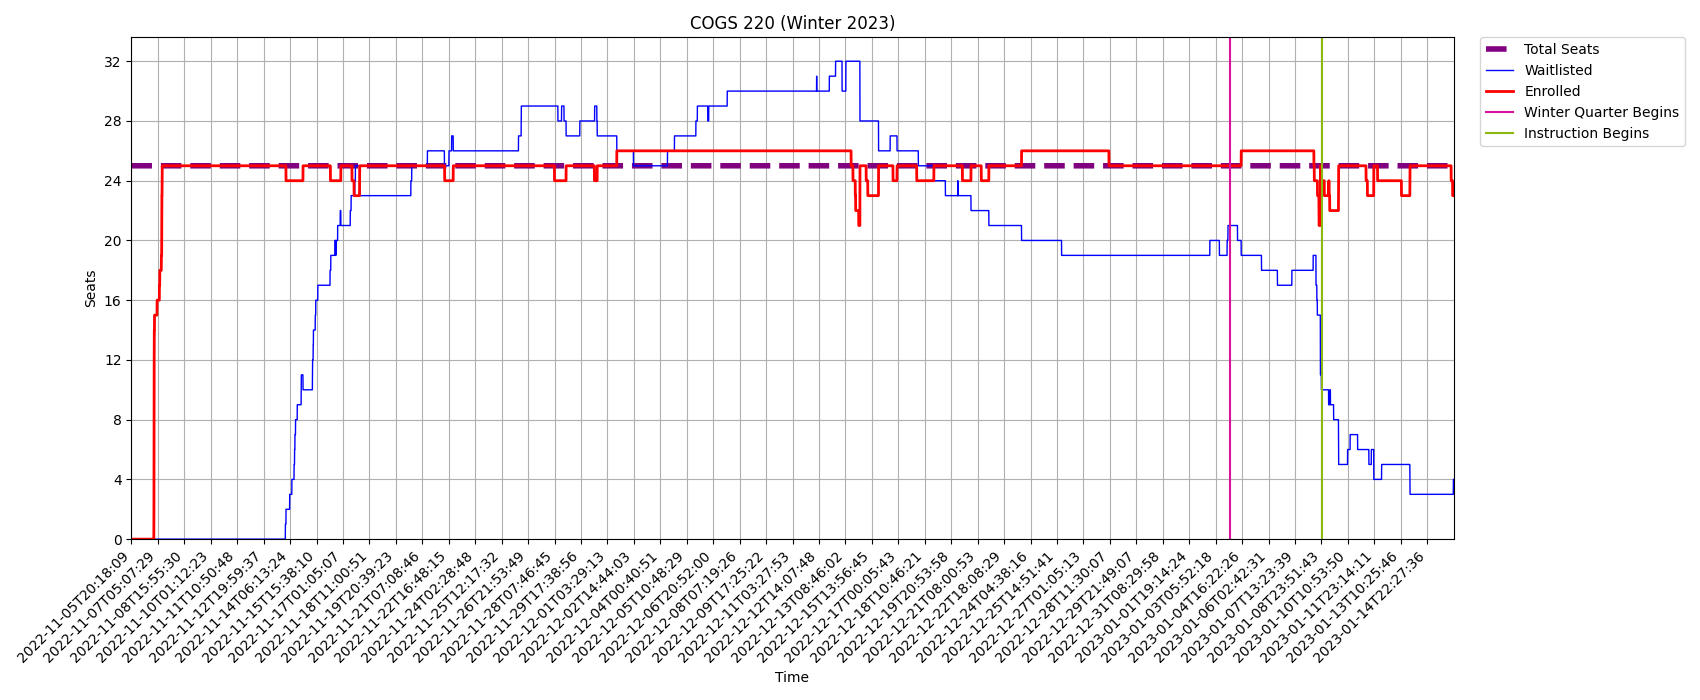 COGS 220 (Winter 2023)
Seats
32
28
24
20
16
12
8
4
0
2022-11-05T20:18:09
2022-11-07T05:07:29
2022-11-08T15:55:30
2022-11-10T01:12:23
2022-11-11T10:50:48
2022-11-12T19:59:37
2022-11-14T06:13:24
2022-11-15T15:38:10
2022-11-17T01:05:07
2022-11-18T11:00:51
2022-11-19T20:39:23
2022-11-21T07:08:46
2022-11-22T16:48:15
2022-11-24T02:28:48
2022-11-25T12:17:32
2022-11-26T21:53:49
2022-11-28T07:46:45
2022-11-29T17:38:56
2022-12-01T03:29:13
2022-12-02T14:44:03
2022-12-04T00:40:51
2022-12-05T10:48:29
2022-12-06T20:52:00
2022-12-08T07:19:26
2022-12-09T17:25:22
2022-12-11T03:27:53
2022-12-12T14:07:48
2022-12-13T08:46:02
2022-12-15T13:56:45
2022-12-17T00:05:43
2022-12-18T10:46:21
2022-12-19T20:53:58
2022-12-21T08:00:53
2022-12-22T18:08:29
2022-12-24T04:38:16
2022-12-25T14:51:41
2022-12-27T01:05:13
2022-12-28T11:30:07
2022-12-29T21:49:07
2022-12-31T08:29:58
2023-01-01T19:14:24
2023-01-03T05:52:18
2023-01-04T16:22:26
2023-01-06T02:42:31
2023-01-07T13:23:39
2023-01-08T23:51:43
2023-01-10T10:53:50
2023-01-11T23:14:11
2023-01-13T10:25:46
2023-01-14T22:27:36
Time
Total Seats
Waitlisted
Enrolled
Winter Quarter Begins
Instruction Begins